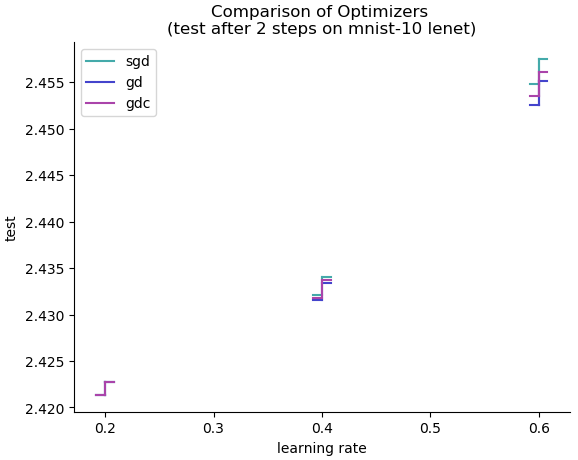 Comparison of Optimizers
(test after 2 steps on mnist-10 lenet)
sgd
gd
gdc
2.455
2.450
2.445
2.440
2.435
2.430
2.425
2.420
test
0.2
0.3
0.4
0.5
0.6
learning rate